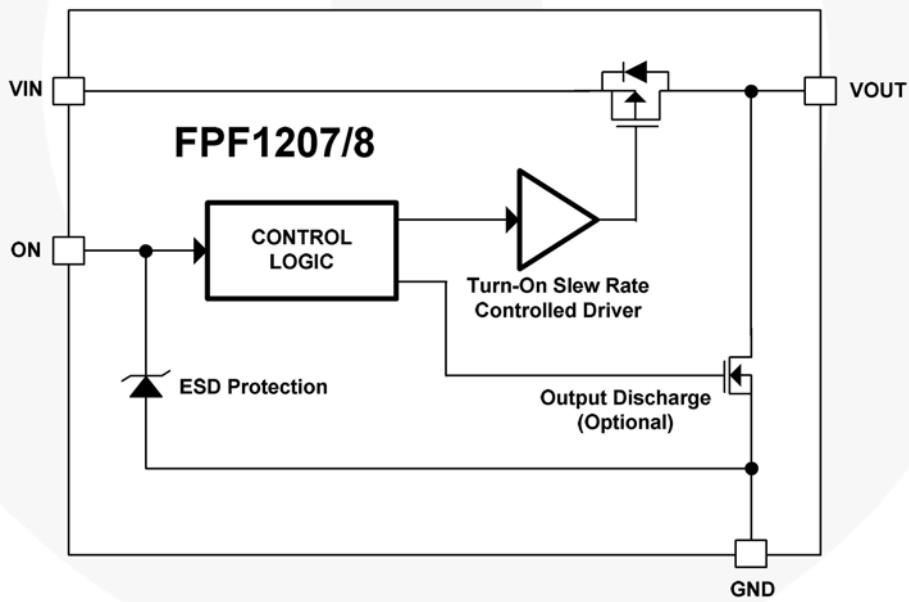 VIN
VOUT
FPF1207/8
ON
CONTROL
LOGIC
Turn-On Slew Rate
Controlled Driver
ESD Protection
Output Discharge
(Optional)
GND